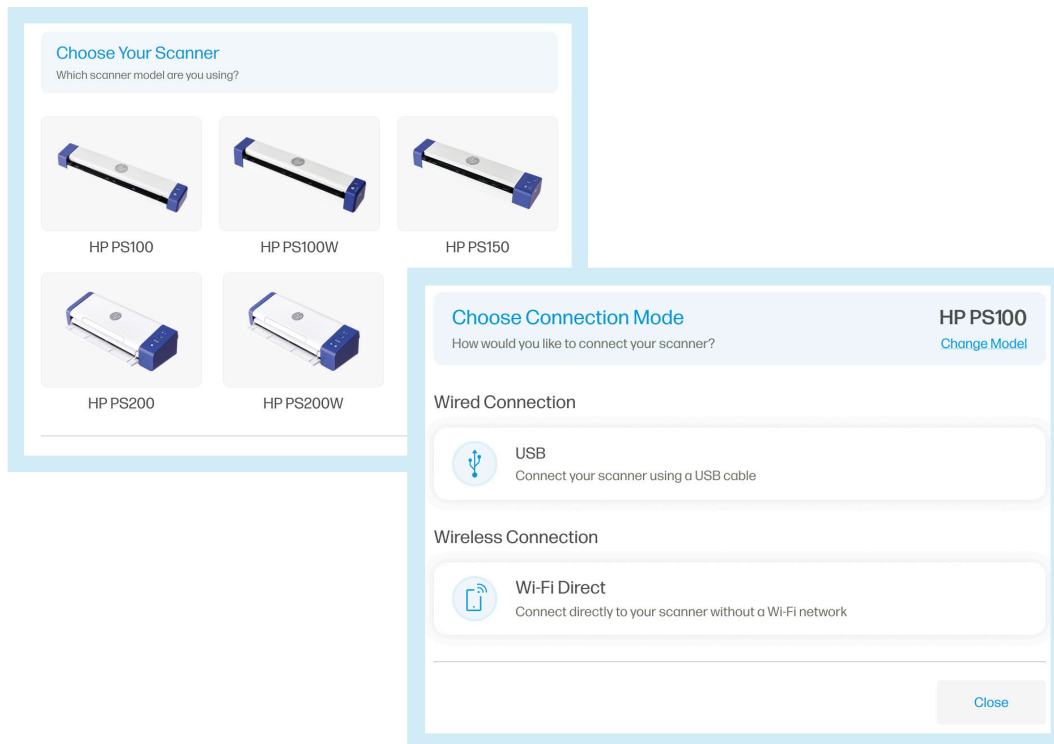 Choose Your Scanner
Which scanner model are you using?
HP PS100
HP PS100W
HP PS150
HP PS200
HP PS200W
Choose Connection Mode
How would you like to connect your scanner?
HP PS100
Change Model
Wired Connection
USB
Connect your scanner using a USB cable
Wireless Connection
Wi-Fi Direct
Connect directly to your scanner without a Wi-Fi network
Close